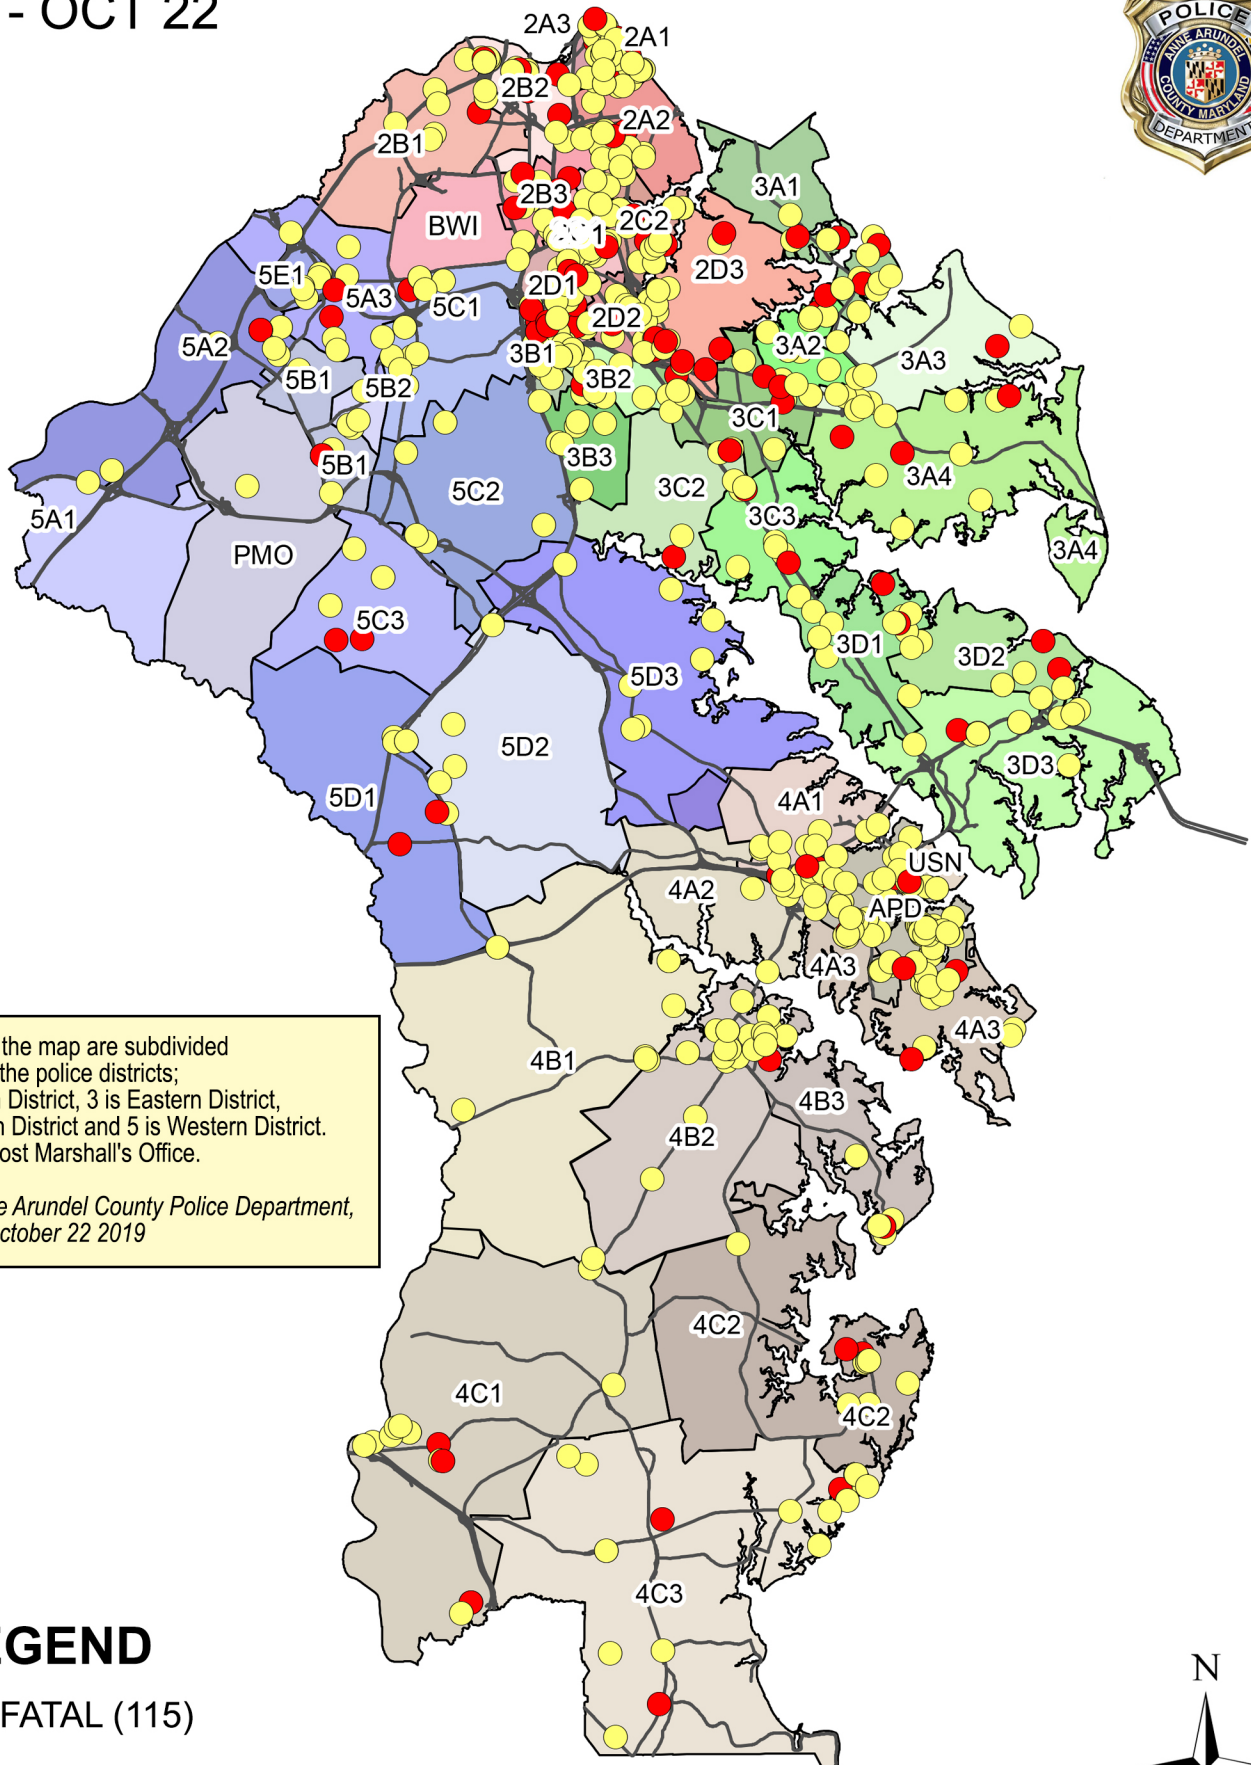 - OCT 22
POLICE
ANNE ARUNDEL
COUNTY MARYLAND
DEPARTMENT
2A3
2A1
2B2
2A2
2B1
3A1
2B3
BWI
2C2
2D3
5E1
2D1
5A3
5C1
2D2
5A2
3A2
3B1
3A3
5B1
5B2
3B2
3C1
3B3
5B1
3A4
5C2
3C2
5A1
3C3
PMO
3A4
5C3
3D1
3D2
5D3
5D2
3D3
5D1
4A1
USN
4A2
APD
4A3
4A3
4B1
4B3
4B2
4C2
4C1
4C2
4C3
the map are subdivided
the police districts;
District, 3 is Eastern District,
District and 5 is Western District.
Marshall's Office.
Arundel County Police Department,
22 2019
FATAL (115)
N